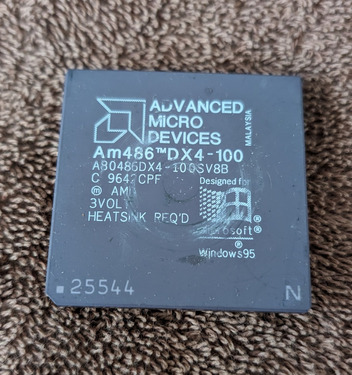 ADVANCED
MICRO
DEVICES
MALAYSIA
Am486™DX4-100
A80486DX4-100SV8B
C 9642CPF
Designed for
ⓜ AMD
3VOLT
HEATSINK REQ'D
Microsoft®
Windows95
25544
N